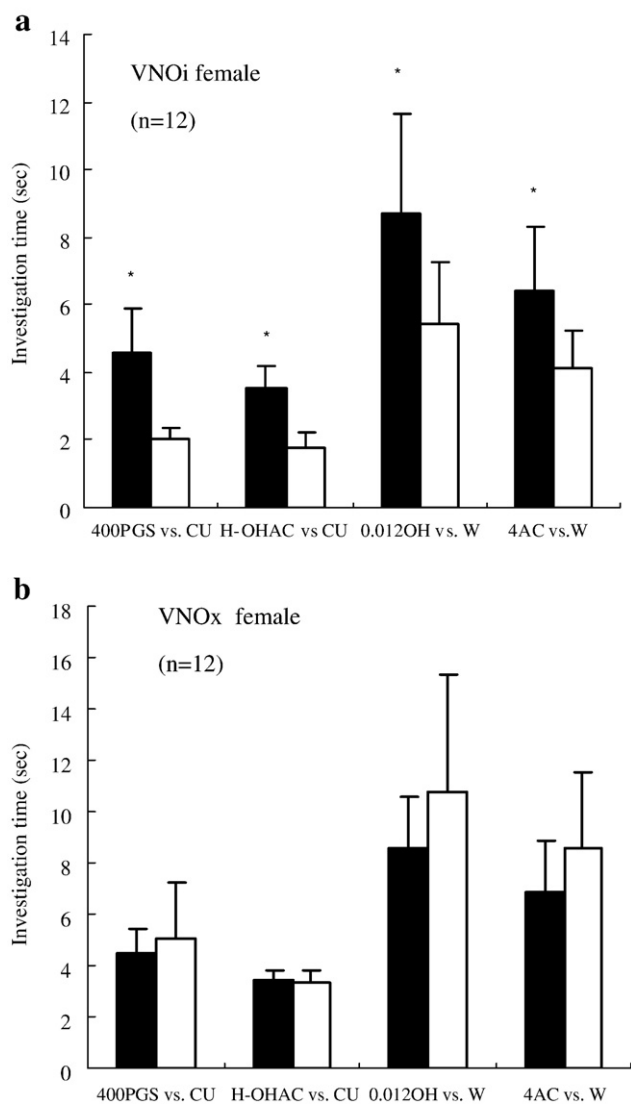 a
14
VNOi female
*
12
(n=12)
10
*
8
*
6
*
4
2
0
Investigation time (sec)
400PGS vs. CU H-OHAC vs CU 0.012OH vs. W 4AC vs.W
b
18
VNOx female
16
(n=12)
14
12
10
8
6
4
2
0
Investigation time (sec)
400PGS vs. CU H-OHAC vs. CU 0.012OH vs. W 4AC vs. W